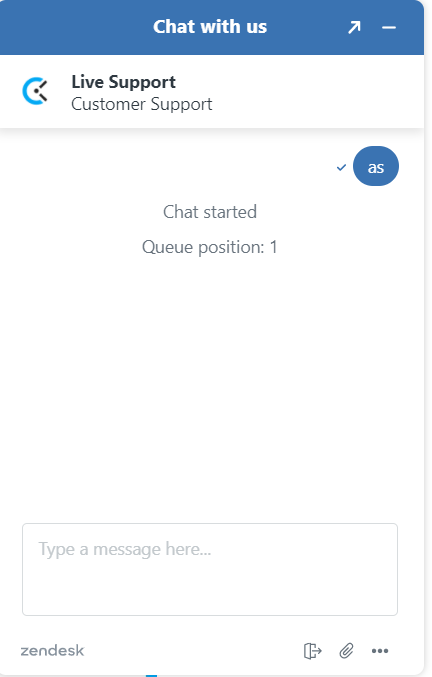 Chat with us
Live Support
Customer Support
as
Chat started
Queue position: 1
Type a message here...
zendesk